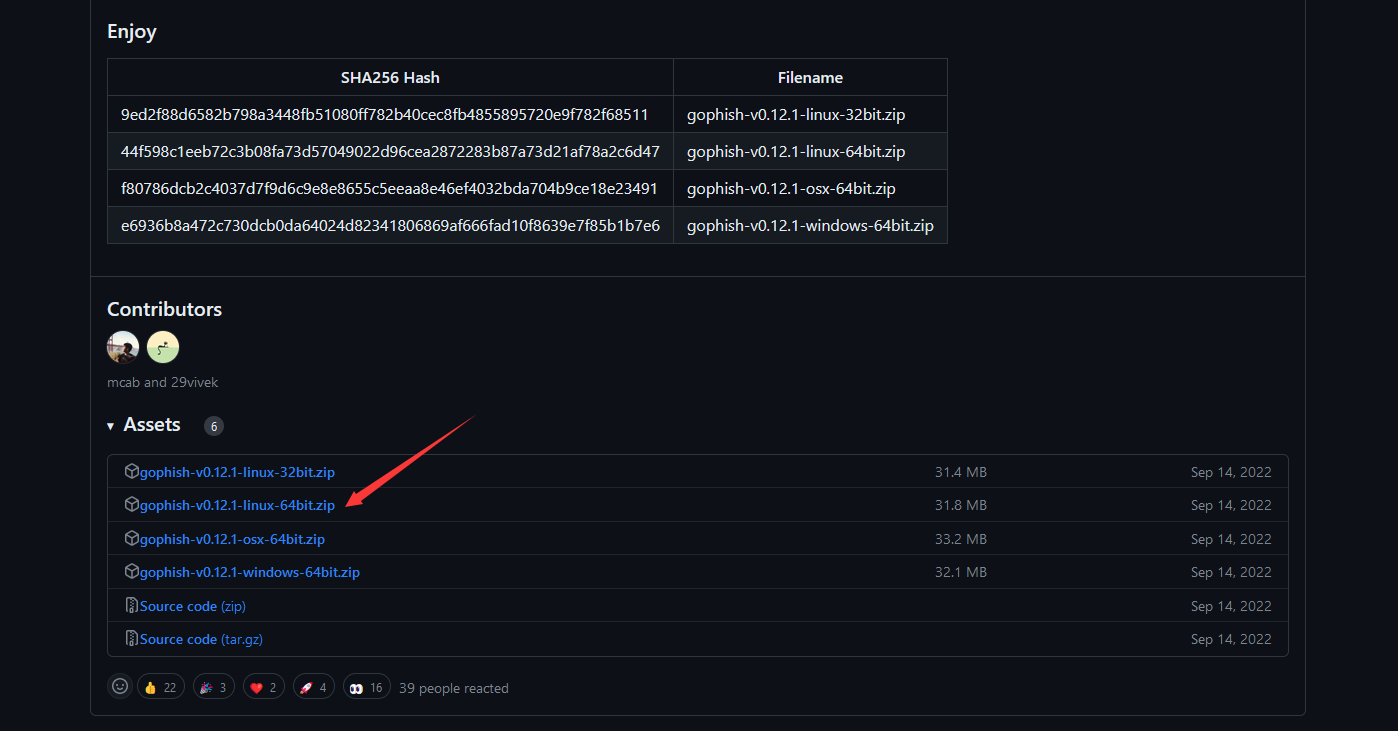 Enjoy
SHA256 Hash Filename
9ed2f88d6582b798a3448fb51080ff782b40cec8fb4855895720e9f782f68511 gophish-v0.12.1-linux-32bit.zip
44f598c1eeb72c3b08fa73d57049022d96cea2872283b87a73d21af78a2c6d47 gophish-v0.12.1-linux-64bit.zip
f80786dcb2c4037d7f9d6c9e8e8655c5eeaa8e46ef4032bda704b9ce18e23491 gophish-v0.12.1-osx-64bit.zip
e6936b8a472c730dcb0da64024d82341806869af666fad10f8639e7f85b1b7e6 gophish-v0.12.1-windows-64bit.zip
Contributors
mcab and 29vivek
Assets 6
gophish-v0.12.1-linux-32bit.zip 31.4 MB Sep 14, 2022
gophish-v0.12.1-linux-64bit.zip 31.8 MB Sep 14, 2022
gophish-v0.12.1-osx-64bit.zip 33.2 MB Sep 14, 2022
gophish-v0.12.1-windows-64bit.zip 32.1 MB Sep 14, 2022
Source code (zip) Sep 14, 2022
Source code (tar.gz) Sep 14, 2022
👍 22 🎉 3 ❤️ 2 🚀 4 👀 16 39 people reacted